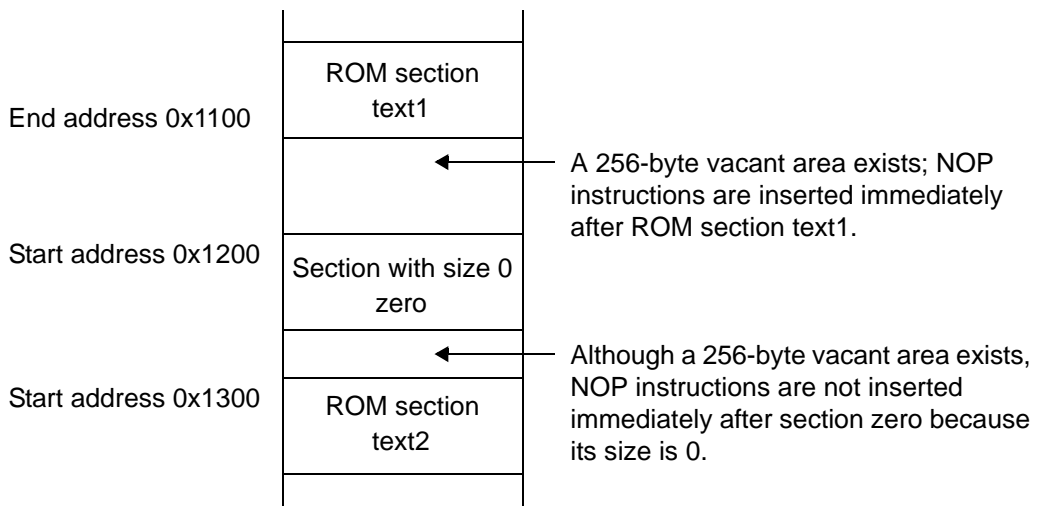 ROM section
text1
End address 0x1100
A 256-byte vacant area exists; NOP
instructions are inserted immediately
after ROM section text1.
Start address 0x1200
Section with size 0
zero
Although a 256-byte vacant area exists,
NOP instructions are not inserted
immediately after section zero because
its size is 0.
Start address 0x1300
ROM section
text2